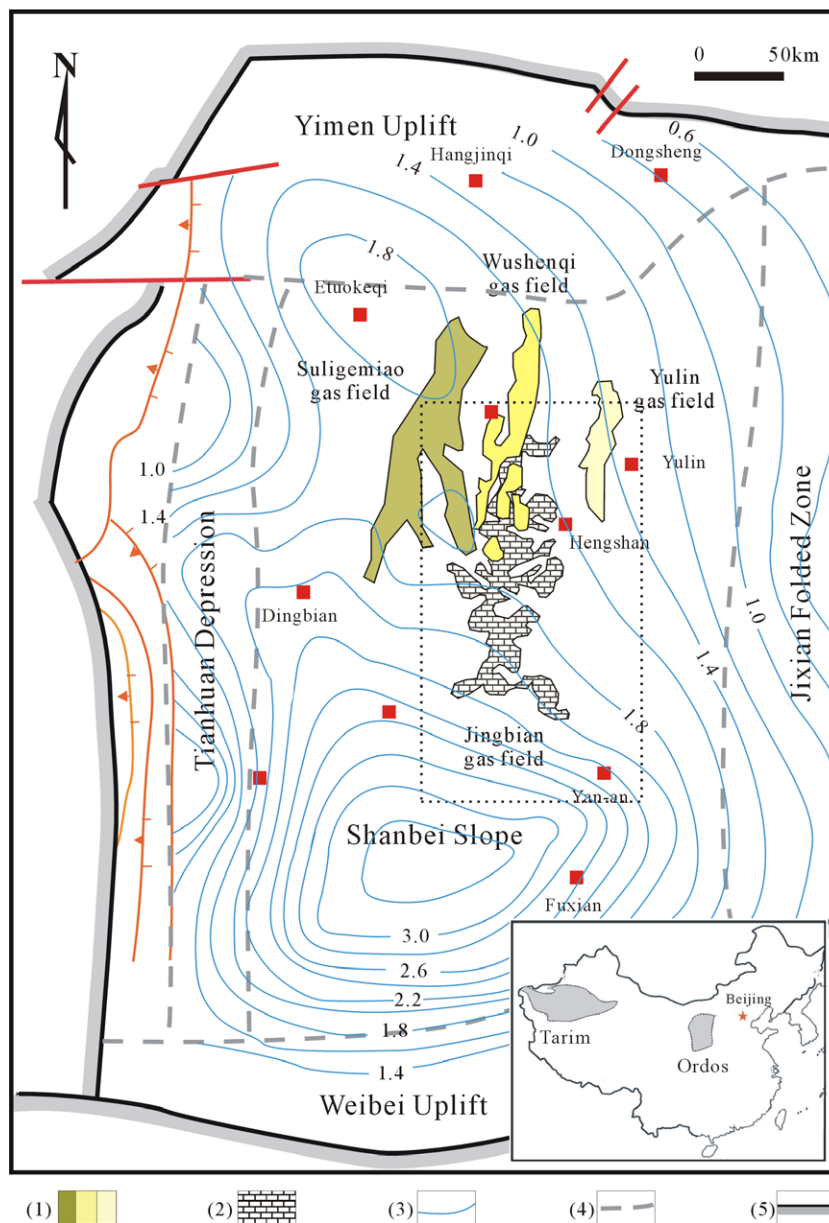 N
0 50km
Yimen Uplift
0.6
1.0
Hangjinqi
Dongsheng
1.4
1.8
Wushenqi
gas field
Etuokeqi
Suligemiao
gas field
Yulin
gas field
Yulin
1.0
1.4
Hengshan
Tianhuan Depression
Dingbian
Jixian Folded Zone
1.0
1.4
1.8
Jingbian
gas field
Yan-an
Shanbei Slope
Fuxian
3.0
2.6
2.2
1.8
1.4
Weibei Uplift
Beijing
Tarim
Ordos
(1) (2) (3) (4) (5)